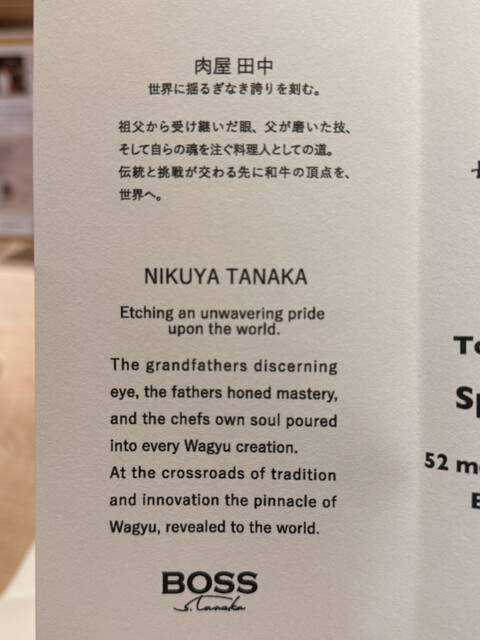 肉屋 田中
世界に揺るぎなき誇りを刻む。
祖父から受け継いだ眼、父が磨いた技、
そして自らの魂を注ぐ料理人としての道。
伝統と挑戦が交わる先に和牛の頂点を、
世界へ。
NIKUYA TANAKA
Etching an unwavering pride
upon the world.
The grandfathers discerning
eye, the fathers honed mastery,
and the chefs own soul poured
into every Wagyu creation.
At the crossroads of tradition
and innovation the pinnacle of
Wagyu, revealed to the world.
BOSS
s.Tanaka
52